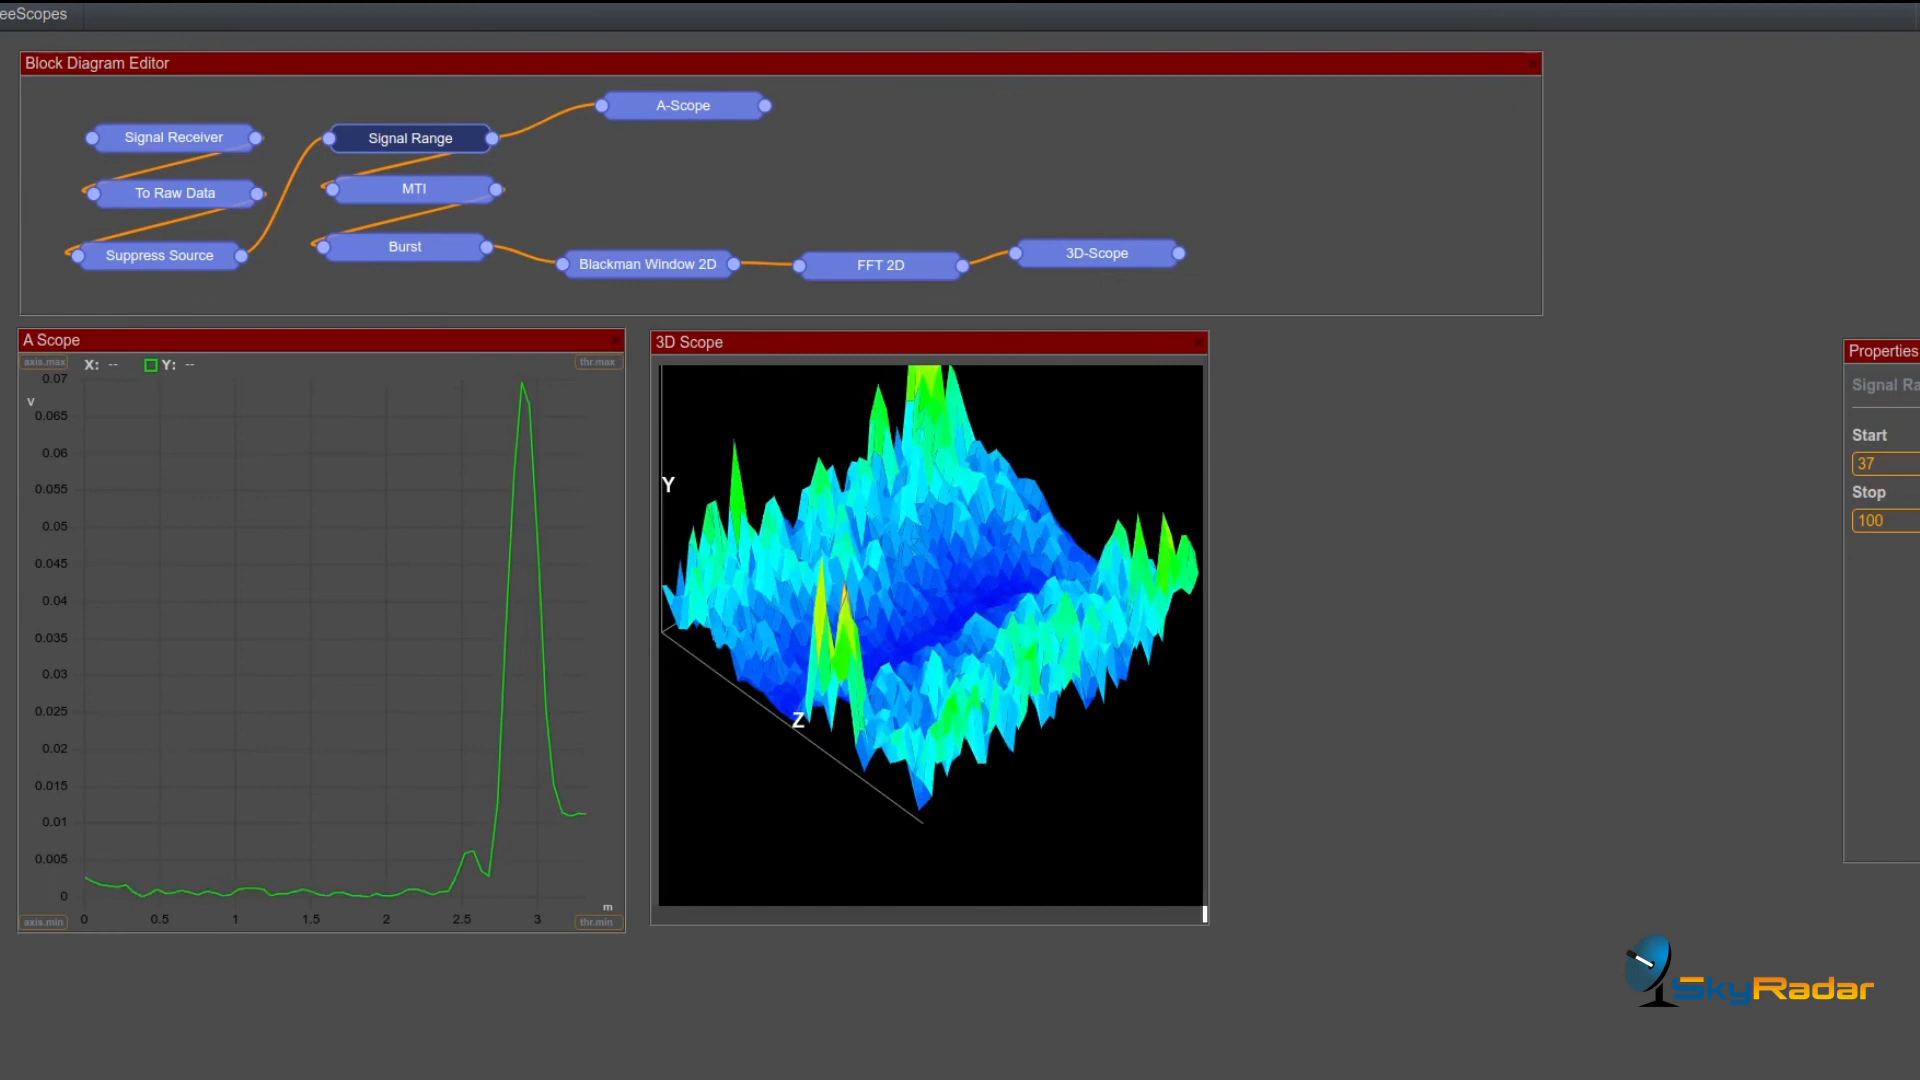 eeScopes
Block Diagram Editor
A-Scope
Signal Receiver
Signal Range
To Raw Data
MTI
Suppress Source
Burst
Blackman Window 2D
FFT 2D
3D-Scope
A Scope
axis.max
X: --
Y: --
thr.max
v
0.07
0.065
0.06
0.055
0.05
0.045
0.04
0.035
0.03
0.025
0.02
0.015
0.01
0.005
0
m
axis.min
0 0.5 1 1.5 2 2.5 3
thr.min
3D Scope
Y
Z
Properties
Signal Ra
Start
37
Stop
100
SkyRadar